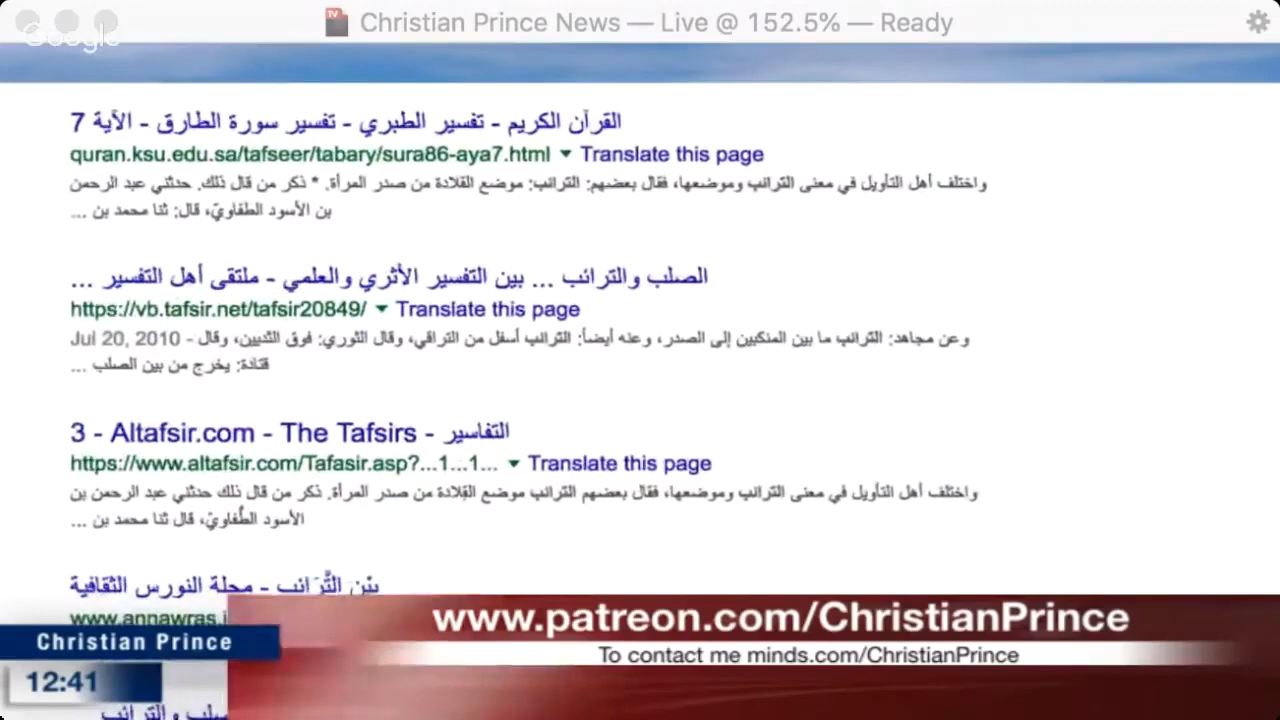 Christian Prince News — Live @ 152.5% — Ready
Google
القرآن الكريم - تفسير الطبري - تفسير سورة الطارق - الآية 7
quran.ksu.edu.sa/tafseer/tabary/sura86-aya7.html ▼ Translate this page
واختلف أهل التأويل في معنى الترائب وموضعها، فقال بعضهم: الترائب: موضع القلادة من صدر المرأة. * ذكر من قال ذلك. حدثني عبد الرحمن
بن الأسود الطفاويّ، قال: ثنا محمد بن ...
الصلب والترائب ... بين التفسير الأثري والعلمي - ملتقى أهل التفسير ...
https://vb.tafsir.net/tafsir20849/ ▼ Translate this page
Jul 20, 2010 - وعن مجاهد: الترائب ما بين المنكبين إلى الصدر، وعنه أيضاً: الترائب أسفل من التراقي، وقال الثوري: فوق الثديين، وقال
قتادة: يخرج من بين الصلب ...
3 - Altafsir.com - The Tafsirs - التفاسير
https://www.altafsir.com/Tafasir.asp?...1...1... ▼ Translate this page
واختلف أهل التأويل في معنى الترائب وموضعها، فقال بعضهم الترائب موضع القِلادة من صدر المرأة. ذكر من قال ذلك حدثني عبد الرحمن بن
الأسود الطُّفاويّ، قال ثنا محمد بن ...
بيْن التَّرَائب - مجلة النورس الثقافية
www.annawras.
www.patreon.com/ChristianPrince
Christian Prince
To contact me minds.com/ChristianPrince
12:41
والترائب